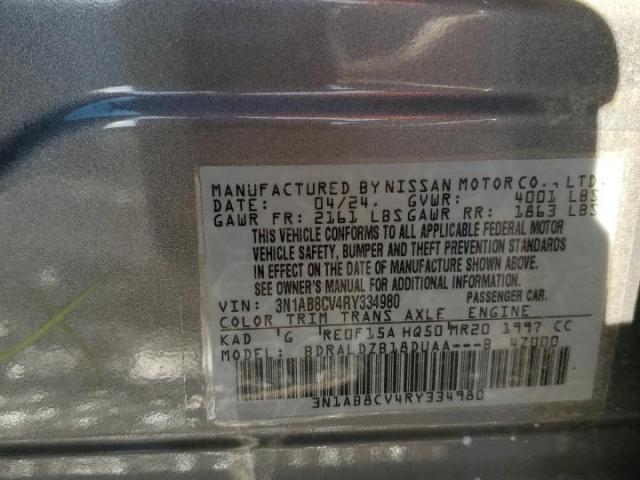 MANUFACTURED BY NISSAN MOTOR CO., LTD.
DATE: 04/24. GVWR: 4001 LBS
GAWR FR: 2161 LBS GAWR RR: 1863 LBS
THIS VEHICLE CONFORMS TO ALL APPLICABLE FEDERAL MOTOR
VEHICLE SAFETY, BUMPER AND THEFT PREVENTION STANDARDS
IN EFFECT ON THE DATE OF MANUFACTURE SHOWN ABOVE.
SEE OWNER'S MANUAL FOR ADDITIONAL INFORMATION.
VIN: 3N1AB8CV4RY334980 PASSENGER CAR.
COLOR TRIM TRANS AXLE ENGINE
KAD G RE0F15A HQ50 MR20 1997 CC
MODEL: BDRALDZB18DUAA---B 47000
3N1AB8CV4RY334980